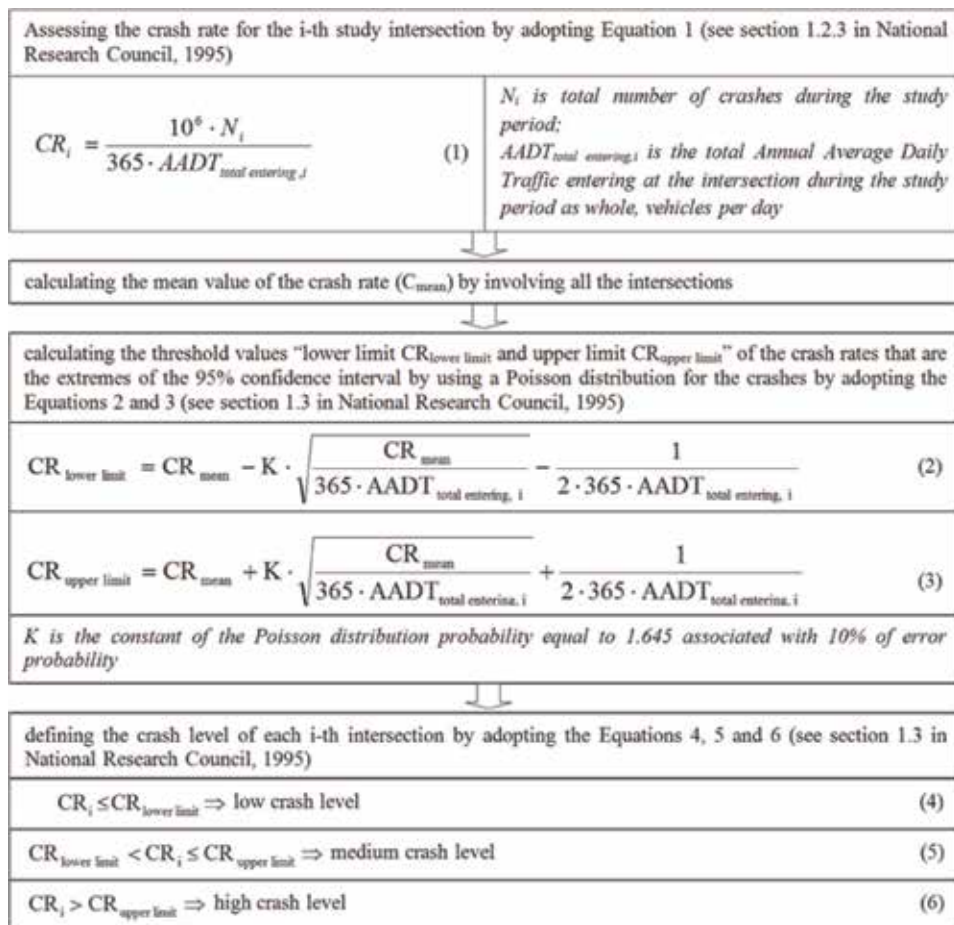 Assessing the crash rate for the i-th study intersection by adopting Equation 1 (see section 1.2.3 in National
Research Council, 1995)
CR_i = 10^6 · N_i / 365 · AADT_total entering,i (1)
N_i is total number of crashes during the study
period;
AADT_total entering,i is the total Annual Average Daily
Traffic entering at the intersection during the study
period as whole, vehicles per day
calculating the mean value of the crash rate (C_mean) by involving all the intersections
calculating the threshold values “lower limit CR_lower limit and upper limit CR_upper limit” of the crash rates that are
the extremes of the 95% confidence interval by using a Poisson distribution for the crashes by adopting the
Equations 2 and 3 (see section 1.3 in National Research Council, 1995)
CR_lower limit = CR_mean − K · √(CR_mean / 365 · AADT_total entering, i) − 1 / 2 · 365 · AADT_total entering, i (2)
CR_upper limit = CR_mean + K · √(CR_mean / 365 · AADT_total entering, i) + 1 / 2 · 365 · AADT_total entering, i (3)
K is the constant of the Poisson distribution probability equal to 1.645 associated with 10% of error
probability
defining the crash level of each i-th intersection by adopting the Equations 4, 5 and 6 (see section 1.3 in
National Research Council, 1995)
CR_i ≤ CR_lower limit ⇒ low crash level (4)
CR_lower limit < CR_i ≤ CR_upper limit ⇒ medium crash level (5)
CR_i > CR_upper limit ⇒ high crash level (6)